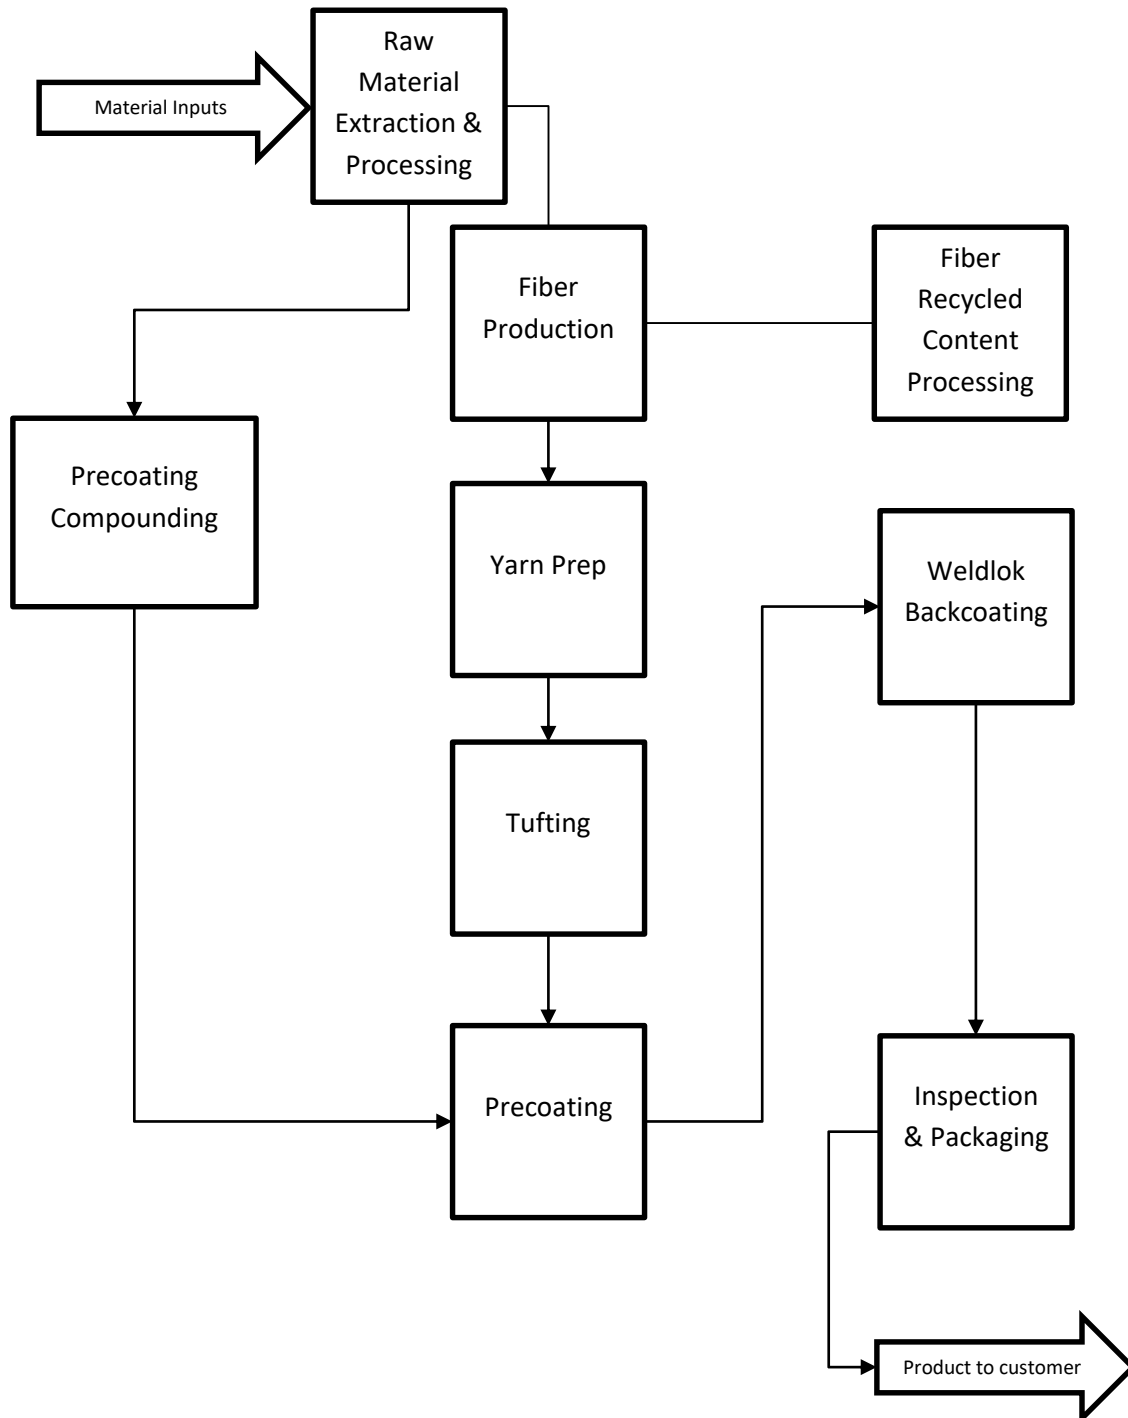 Raw
Material
Extraction &
Processing
Material Inputs
Fiber
Production
Fiber
Recycled
Content
Processing
Precoating
Compounding
Yarn Prep
Weldlok
Backcoating
Tufting
Precoating
Inspection
& Packaging
Product to customer